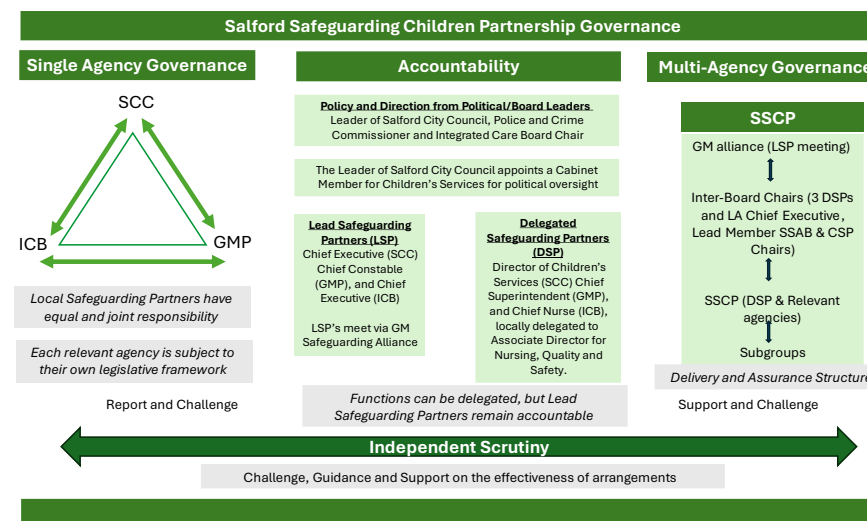 Salford Safeguarding Children Partnership Governance
Single Agency Governance
SCC
ICB
GMP
Local Safeguarding Partners have
equal and joint responsibility
Each relevant agency is subject to
their own legislative framework
Report and Challenge
Accountability
Policy and Direction from Political/Board Leaders
Leader of Salford City Council, Police and Crime
Commissioner and Integrated Care Board Chair
The Leader of Salford City Council appoints a Cabinet
Member for Children's Services for political oversight
Lead Safeguarding
Partners (LSP)
Chief Executive (SCC)
Chief Constable
(GMP), and Chief
Executive (ICB)
LSP's meet via GM
Safeguarding Alliance
Delegated
Safeguarding Partners
(DSP)
Director of Children's
Services (SCC) Chief
Superintendent (GMP),
and Chief Nurse (ICB),
locally delegated to
Associate Director for
Nursing, Quality and
Safety.
Functions can be delegated, but Lead
Safeguarding Partners remain accountable
Multi-Agency Governance
SSCP
GM alliance (LSP meeting)
Inter-Board Chairs (3 DSPs
and LA Chief Executive,
Lead Member SSAB & CSP
Chairs)
SSCP (DSP & Relevant
agencies)
Subgroups
Delivery and Assurance Structure
Support and Challenge
Independent Scrutiny
Challenge, Guidance and Support on the effectiveness of arrangements